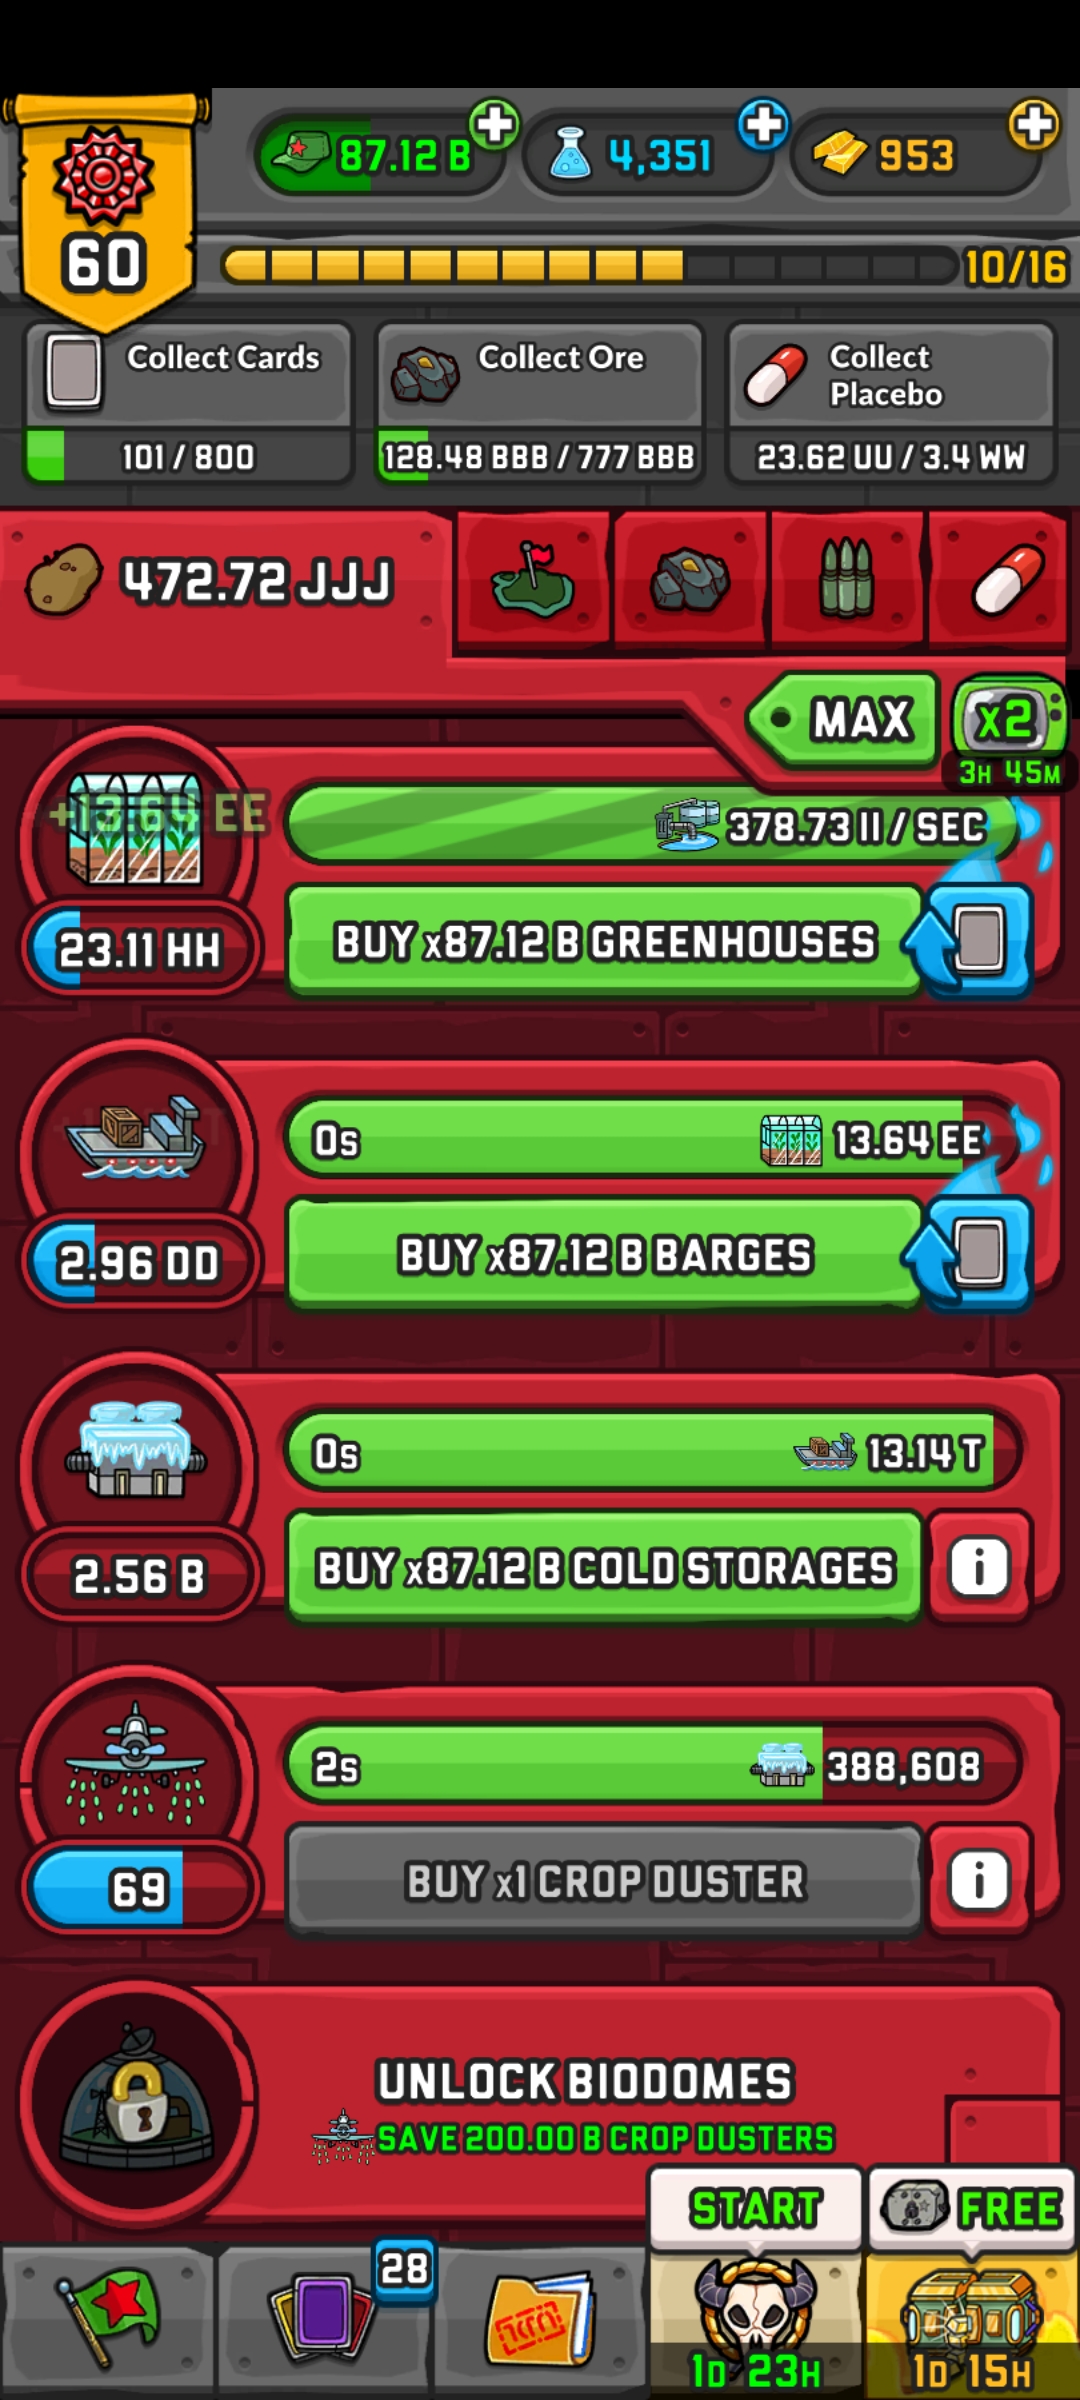 60
87.12 B
4,351
953
10/16
Collect Cards
101 / 800
Collect Ore
128.48 BBB / 777 BBB
Collect
Placebo
23.62 UU / 3.4 WW
472.72 JJJ
MAX
x2
3H 45M
+13.64 EE
378.73 II / SEC
23.11 HH
BUY x87.12 B GREENHOUSES
0s
13.64 EE
2.96 DD
BUY x87.12 B BARGES
0s
13.14 T
2.56 B
BUY x87.12 B COLD STORAGES
i
2s
388,608
69
BUY x1 CROP DUSTER
i
UNLOCK BIODOMES
SAVE 200.00 B CROP DUSTERS
START
FREE
28
1D 23H
1D 15H